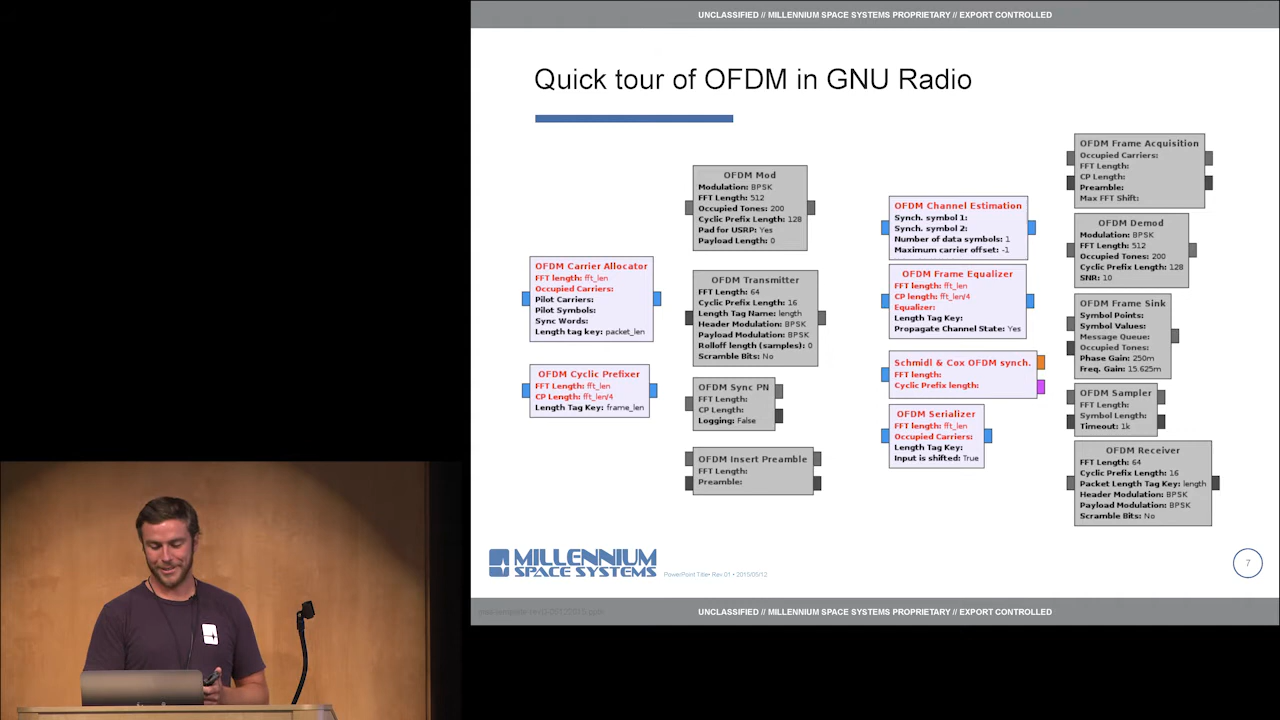 UNCLASSIFIED // MILLENNIUM SPACE SYSTEMS PROPRIETARY // EXPORT CONTROLLED
Quick tour of OFDM in GNU Radio
OFDM Carrier Allocator
FFT length: fft_len
Occupied Carriers:
Pilot Carriers:
Pilot Symbols:
Sync Words:
Length tag key: packet_len
OFDM Cyclic Prefixer
FFT Length: fft_len
CP Length: fft_len/4
Length Tag Key: frame_len
OFDM Mod
Modulation: BPSK
FFT Length: 512
Occupied Tones: 200
Cyclic Prefix Length: 128
Pad for USRP: Yes
Payload Length: 0
OFDM Transmitter
FFT Length: 64
Cyclic Prefix Length: 16
Length Tag Name: length
Header Modulation: BPSK
Payload Modulation: BPSK
Rolloff length (samples): 0
Scramble Bits: No
OFDM Sync PN
FFT Length:
CP Length:
Logging: False
OFDM Insert Preamble
FFT Length:
Preamble:
OFDM Channel Estimation
Synch. symbol 1:
Synch. symbol 2:
Number of data symbols: 1
Maximum carrier offset: -1
OFDM Frame Equalizer
FFT length: fft_len
CP length: fft_len/4
Equalizer:
Length Tag Key:
Propagate Channel State: Yes
Schmidl & Cox OFDM synch.
FFT length:
Cyclic Prefix length:
OFDM Serializer
FFT length: fft_len
Occupied Carriers:
Length Tag Key:
Input is shifted: True
OFDM Frame Acquisition
Occupied Carriers:
FFT Length:
CP Length:
Preamble:
Max FFT Shift:
OFDM Demod
Modulation: BPSK
FFT Length: 512
Occupied Tones: 200
Cyclic Prefix Length: 128
SNR: 10
OFDM Frame Sink
Symbol Points:
Symbol Values:
Message Queue:
Occupied Tones:
Phase Gain: 250m
Freq. Gain: 15.625m
OFDM Sampler
FFT Length:
Symbol Length:
Timeout: 1k
OFDM Receiver
FFT Length: 64
Cyclic Prefix Length: 16
Packet Length Tag Key: length
Header Modulation: BPSK
Payload Modulation: BPSK
Scramble Bits: No
MILLENNIUM
SPACE SYSTEMS
PowerPoint Title• Rev 01 • 2015/05/12
7
UNCLASSIFIED // MILLENNIUM SPACE SYSTEMS PROPRIETARY // EXPORT CONTROLLED